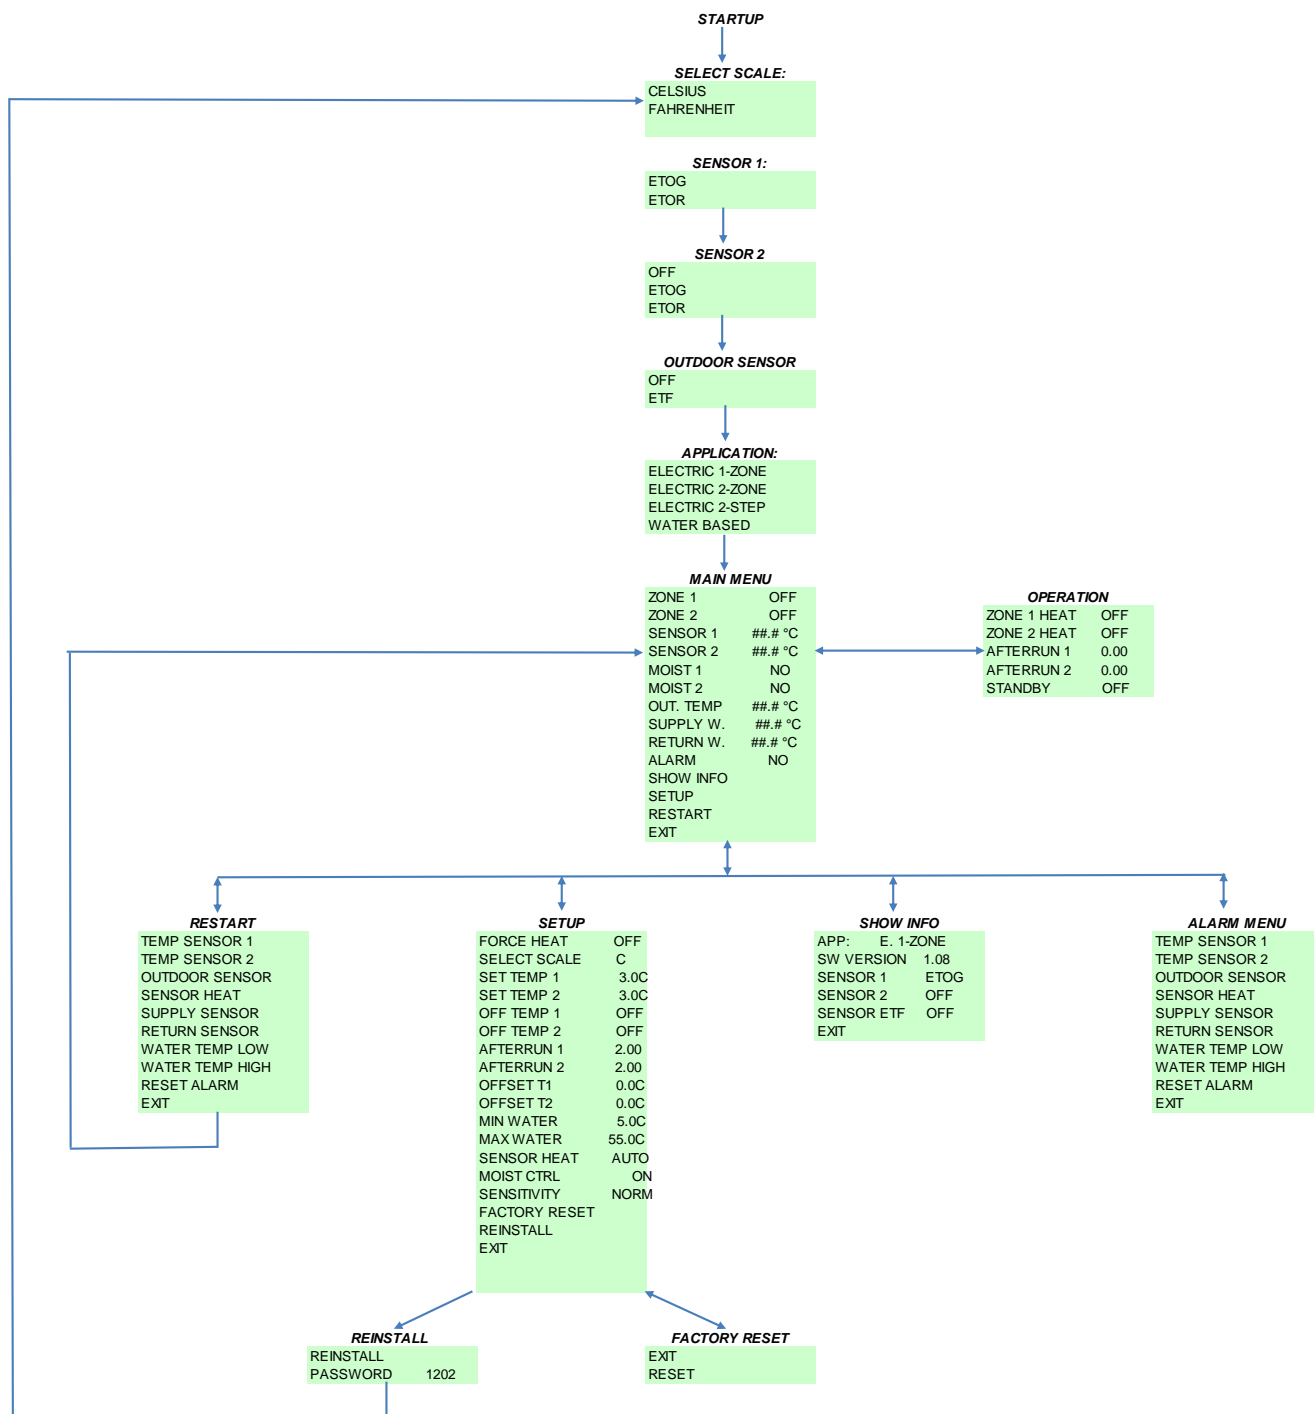 STARTUP
SELECT SCALE:
CELSIUS
FAHRENHEIT
SENSOR 1:
ETOG
ETOR
SENSOR 2
OFF
ETOG
ETOR
OUTDOOR SENSOR
OFF
ETF
APPLICATION:
ELECTRIC 1-ZONE
ELECTRIC 2-ZONE
ELECTRIC 2-STEP
WATER BASED
MAIN MENU
ZONE 1 OFF
ZONE 2 OFF
SENSOR 1 ##.# °C
SENSOR 2 ##.# °C
MOIST 1 NO
MOIST 2 NO
OUT. TEMP ##.# °C
SUPPLY W. ##.# °C
RETURN W. ##.# °C
ALARM NO
SHOW INFO
SETUP
RESTART
EXIT
OPERATION
ZONE 1 HEAT OFF
ZONE 2 HEAT OFF
AFTERRUN 1 0.00
AFTERRUN 2 0.00
STANDBY OFF
RESTART
TEMP SENSOR 1
TEMP SENSOR 2
OUTDOOR SENSOR
SENSOR HEAT
SUPPLY SENSOR
RETURN SENSOR
WATER TEMP LOW
WATER TEMP HIGH
RESET ALARM
EXIT
SETUP
FORCE HEAT OFF
SELECT SCALE C
SET TEMP 1 3.0C
SET TEMP 2 3.0C
OFF TEMP 1 OFF
OFF TEMP 2 OFF
AFTERRUN 1 2.00
AFTERRUN 2 2.00
OFFSET T1 0.0C
OFFSET T2 0.0C
MIN WATER 5.0C
MAX WATER 55.0C
SENSOR HEAT AUTO
MOIST CTRL ON
SENSITIVITY NORM
FACTORY RESET
REINSTALL
EXIT
SHOW INFO
APP: E. 1-ZONE
SW VERSION 1.08
SENSOR 1 ETOG
SENSOR 2 OFF
SENSOR ETF OFF
EXIT
ALARM MENU
TEMP SENSOR 1
TEMP SENSOR 2
OUTDOOR SENSOR
SENSOR HEAT
SUPPLY SENSOR
RETURN SENSOR
WATER TEMP LOW
WATER TEMP HIGH
RESET ALARM
EXIT
REINSTALL
REINSTALL
PASSWORD 1202
FACTORY RESET
EXIT
RESET